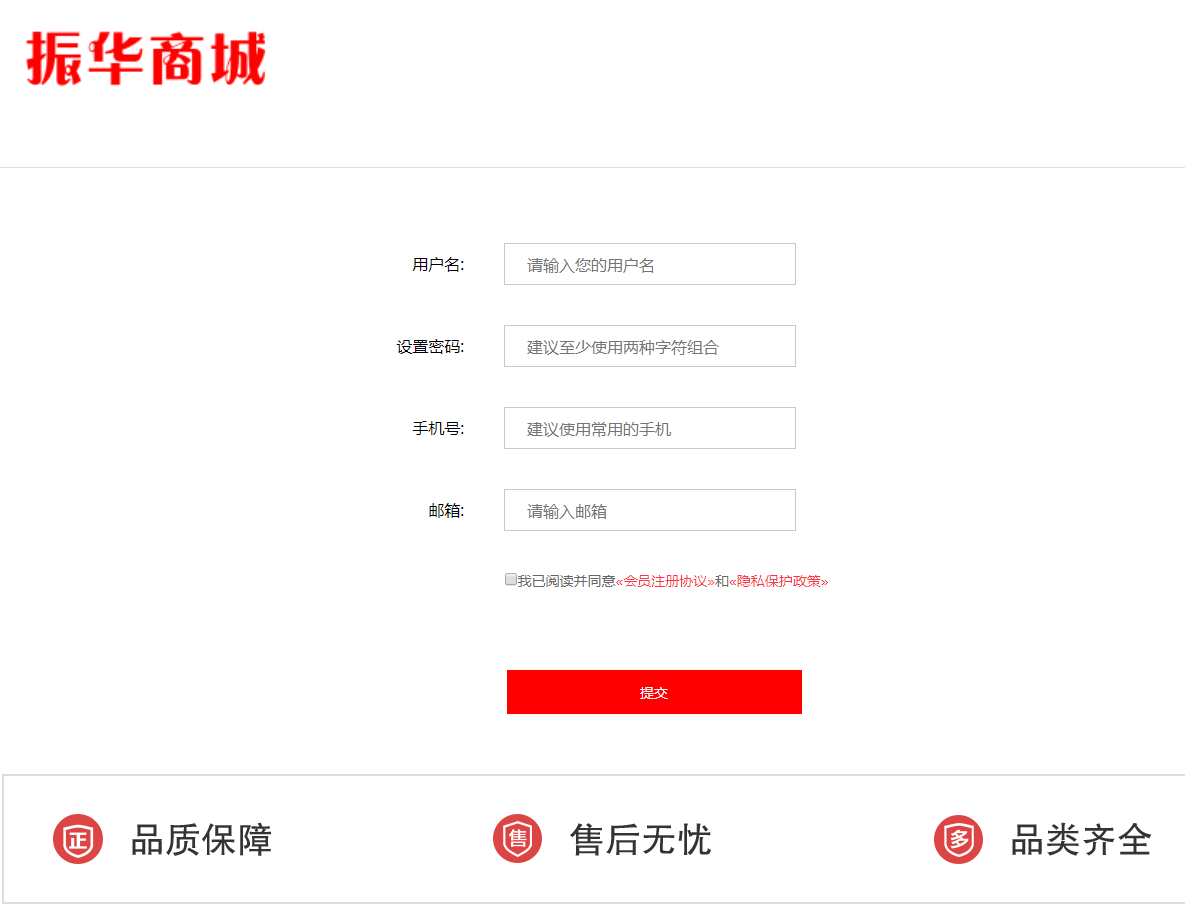 振华商城
用户名: 请输入您的用户名
设置密码: 建议至少使用两种字符组合
手机号: 建议使用常用的手机
邮箱: 请输入邮箱
我已阅读并同意«会员注册协议»和«隐私保护政策»
提交
正 品质保障 售 售后无忧 多 品类齐全